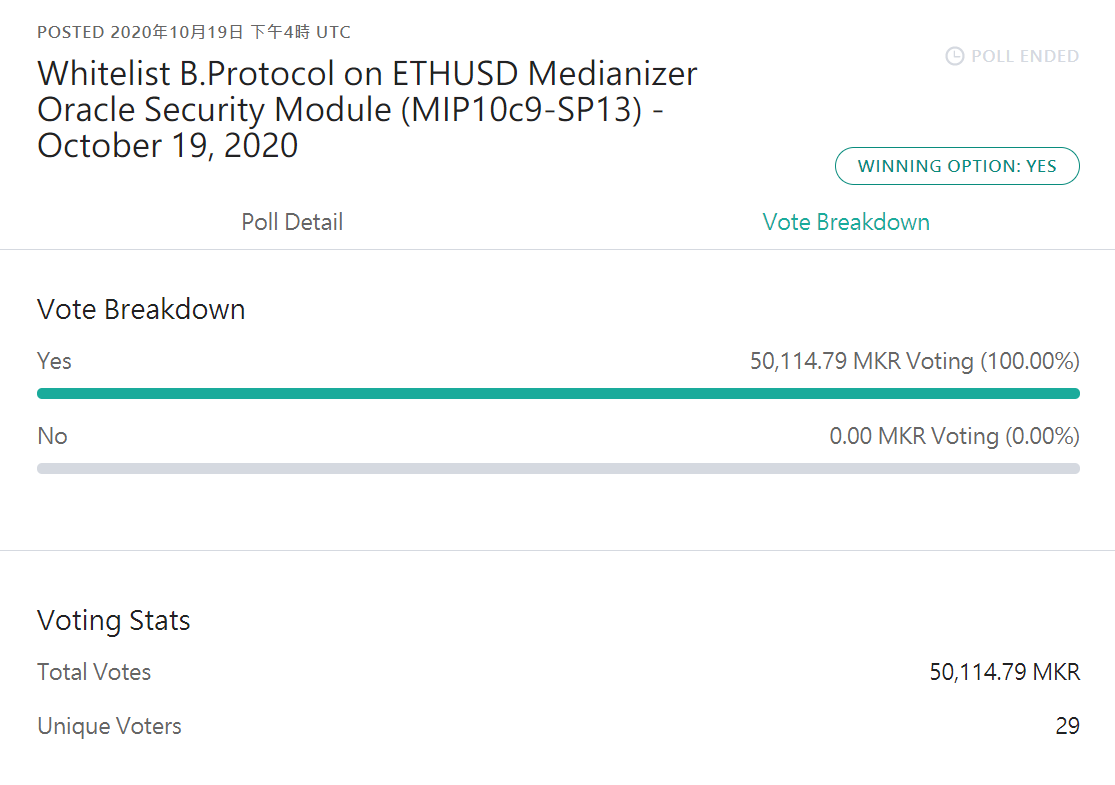 POSTED 2020年10月19日 下午4時 UTC
POLL ENDED
Whitelist B.Protocol on ETHUSD Medianizer
Oracle Security Module (MIP10c9-SP13) -
October 19, 2020
WINNING OPTION: YES
Poll Detail
Vote Breakdown
Vote Breakdown
Yes
50,114.79 MKR Voting (100.00%)
No
0.00 MKR Voting (0.00%)
Voting Stats
Total Votes
50,114.79 MKR
Unique Voters
29